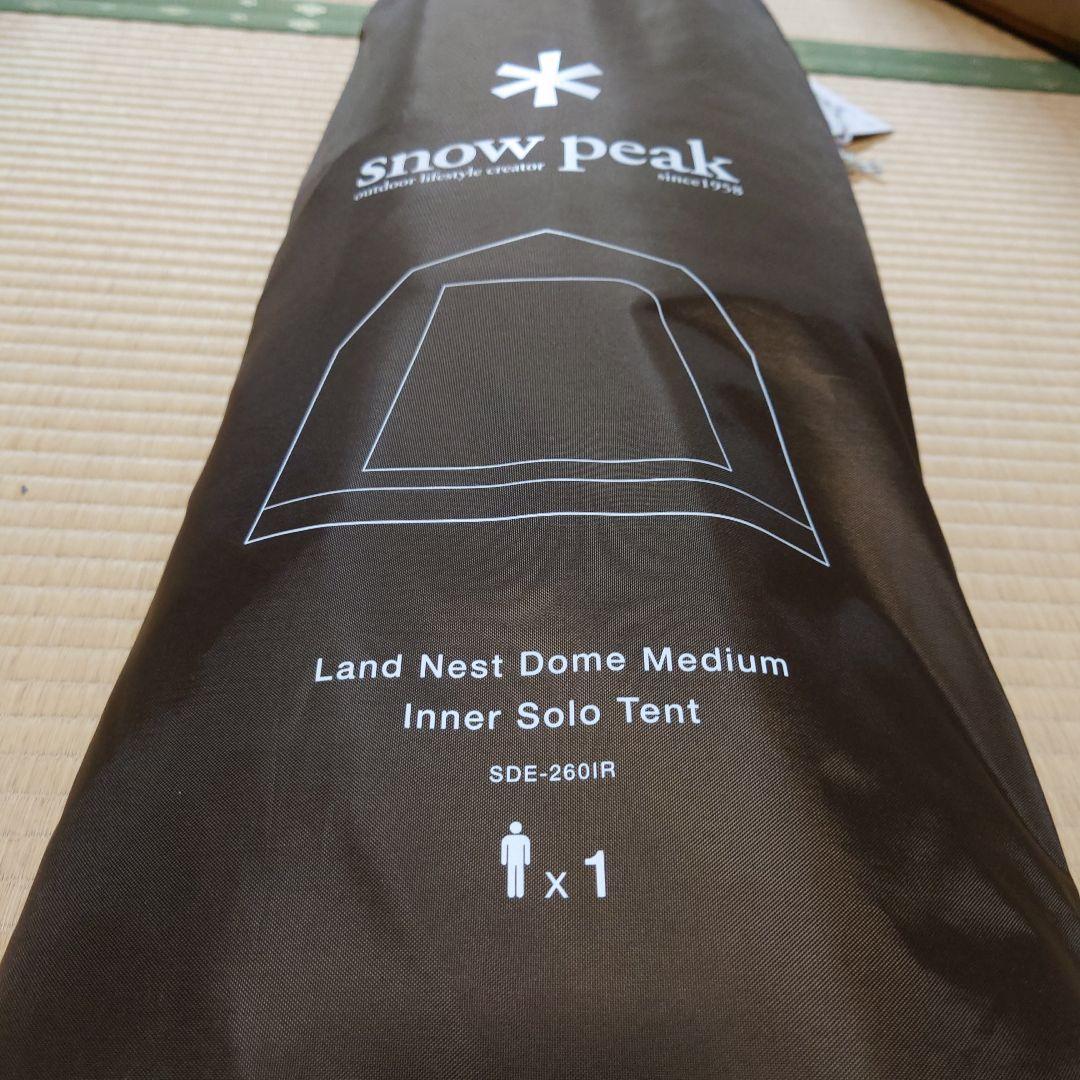 snow peak
outdoor lifestyle creator since1958
Land Nest Dome Medium
Inner Solo Tent
SDE-260IR
x 1